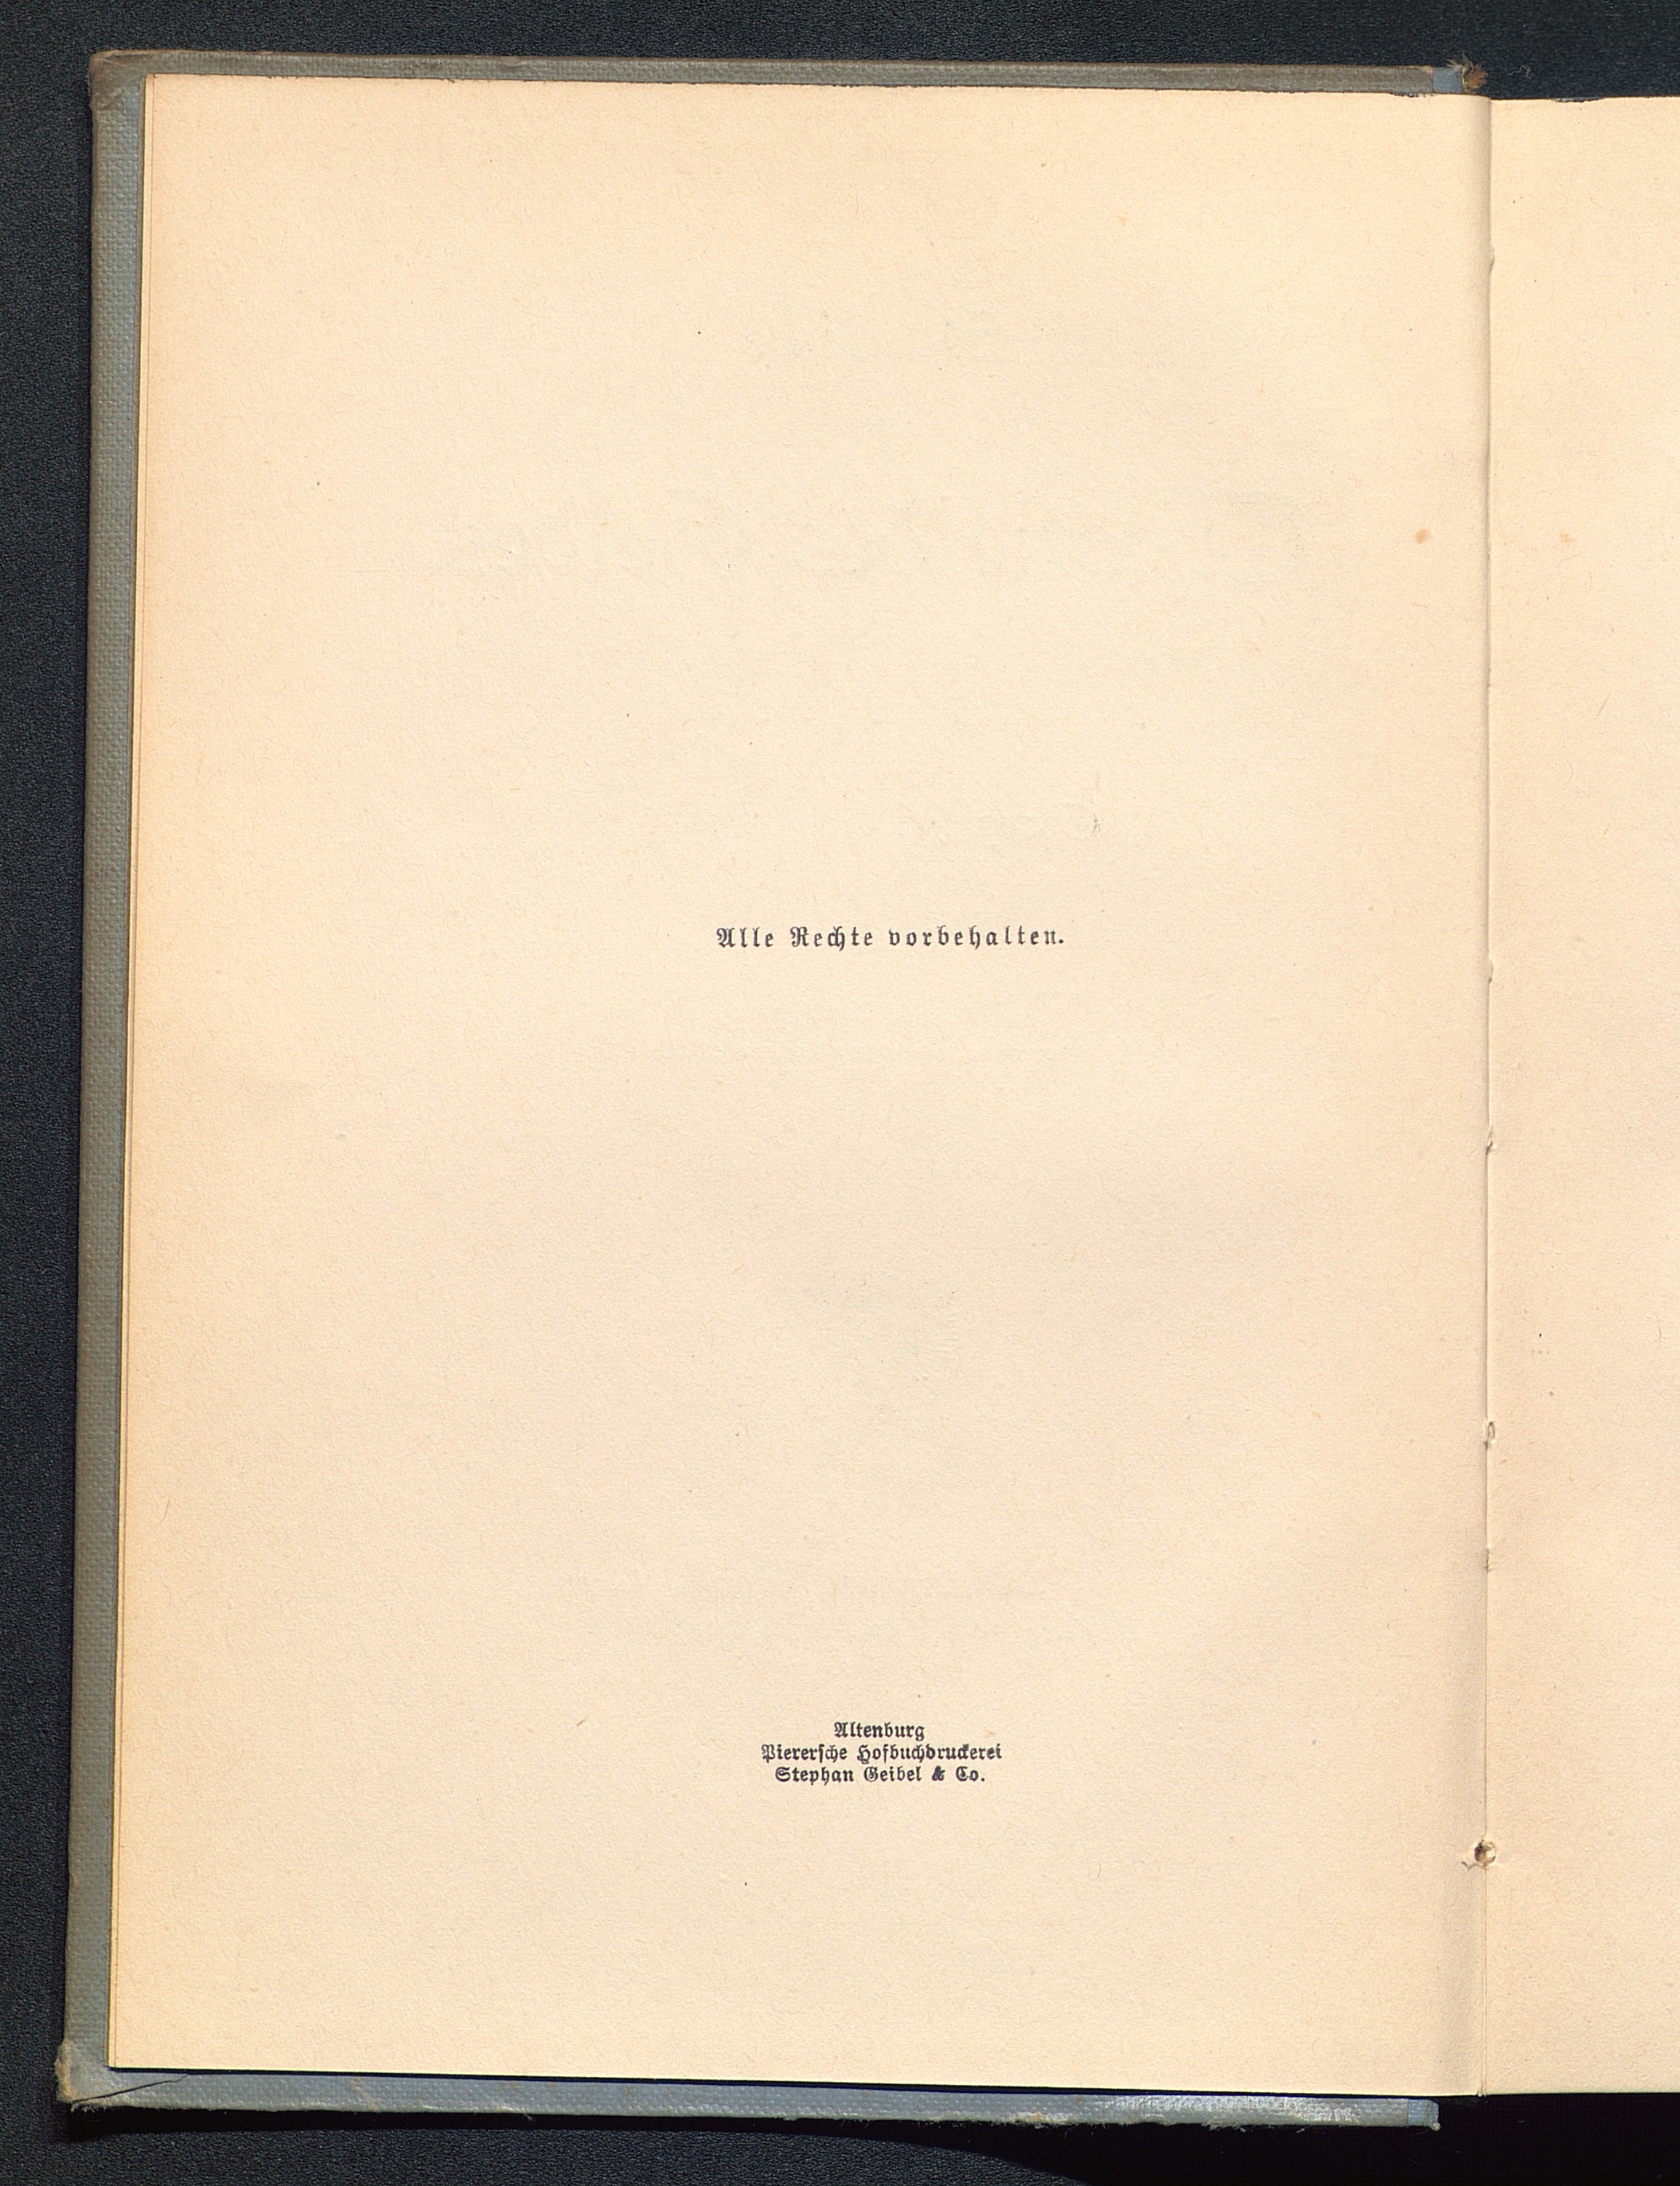 Alle Rechte vorbehalten.
Altenburg
Pierersche Hofbuchdruckerei
Stephan Geibel & Co.